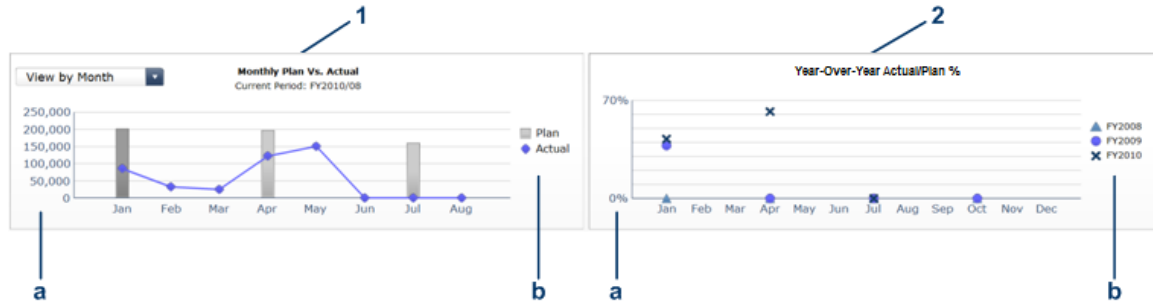 1
2
View by Month
Monthly Plan Vs. Actual
Current Period: FY2010/08
250,000
200,000
150,000
100,000
50,000
0
Jan Feb Mar Apr May Jun Jul Aug
Plan
Actual
a
b
Year-Over-Year Actual/Plan %
70%
0%
Jan Feb Mar Apr May Jun Jul Aug Sep Oct Nov Dec
FY2008
FY2009
FY2010
a
b